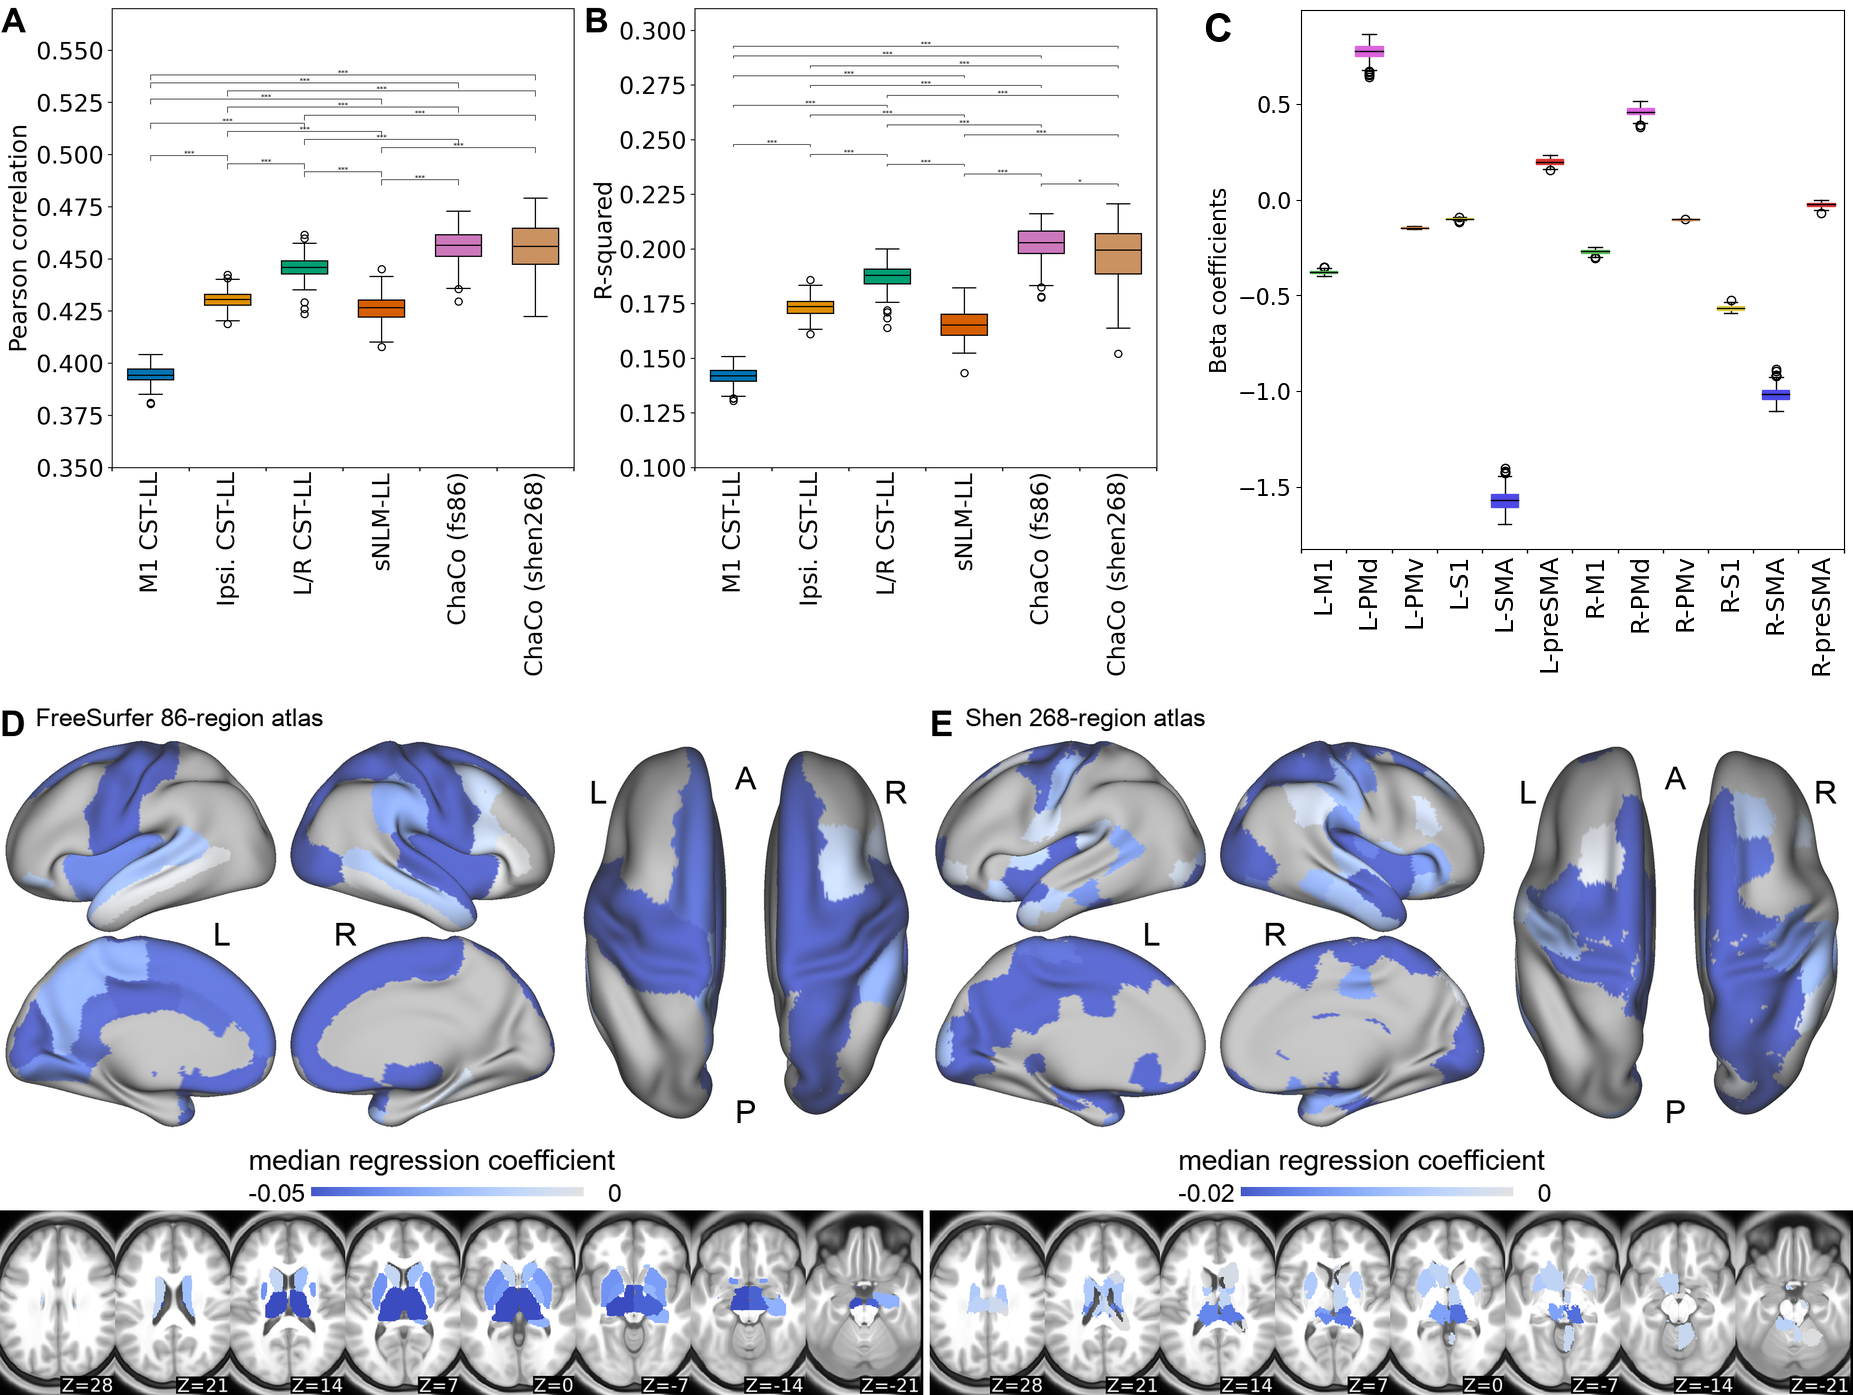 A
B
C
0.550
0.525
0.500
0.475
0.450
0.425
0.400
0.375
0.350
Pearson correlation
***
***
***
***
***
***
***
***
***
***
***
***
***
***
M1 CST-LL
Ipsi. CST-LL
L/R CST-LL
sNLM-LL
ChaCo (fs86)
ChaCo (shen268)
0.300
0.275
0.250
0.225
0.200
0.175
0.150
0.125
0.100
R-squared
***
***
***
***
***
***
***
***
***
***
***
***
***
***
*
M1 CST-LL
Ipsi. CST-LL
L/R CST-LL
sNLM-LL
ChaCo (fs86)
ChaCo (shen268)
0.5
0.0
−0.5
−1.0
−1.5
Beta coefficients
L-M1
L-PMd
L-PMv
L-S1
L-SMA
L-preSMA
R-M1
R-PMd
R-PMv
R-S1
R-SMA
R-preSMA
D FreeSurfer 86-region atlas
L
R
L
A
R
P
median regression coefficient
-0.05
0
Z=28
Z=21
Z=14
Z=7
Z=0
Z=-7
Z=-14
Z=-21
E Shen 268-region atlas
L
R
L
A
R
P
median regression coefficient
-0.02
0
Z=28
Z=21
Z=14
Z=7
Z=0
Z=-7
Z=-14
Z=-21